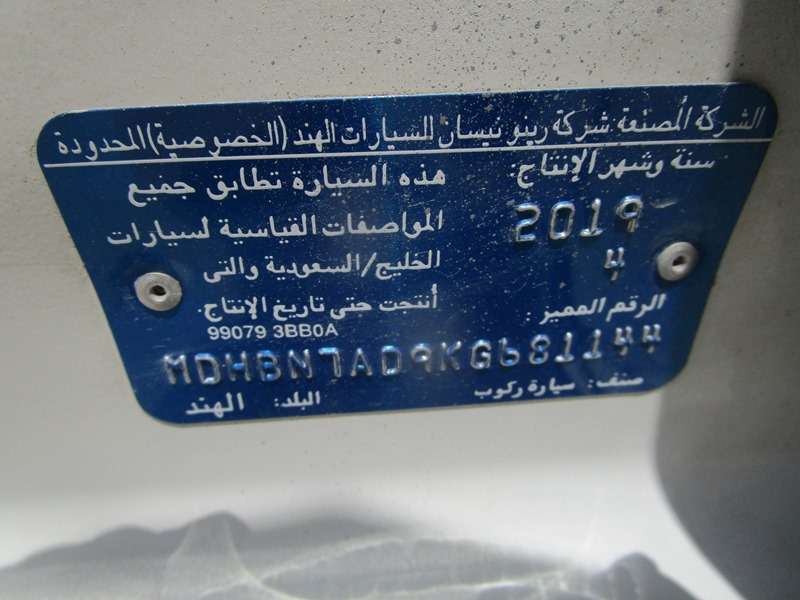 الشركة المصنعة: شركة رينو نيسان للسيارات الهند (الخصوصية) المحدودة
سنة وشهر الإنتاج:
2019
4
هذه السيارة تطابق جميع
المواصفات القياسية لسيارات
الخليج/السعودية والتى
أنتجت حتى تاريخ الإنتاج.
99079 3BB0A
الرقم المميز:
MDHBN7AD9KG681144
صنف: سيارة ركوب
البلد: الهند